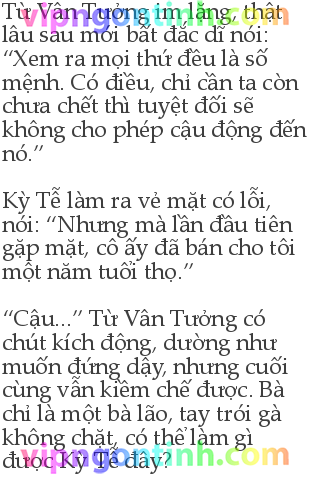 Từ Vân Tưởng im lặng, thật
lâu sau mới bất đắc dĩ nói:
“Xem ra mọi thứ đều là số
mệnh. Có điều, chỉ cần ta còn
chưa chết thì tuyệt đối sẽ
không cho phép cậu động đến
nó.”
Kỳ Tễ làm ra vẻ mặt có lỗi,
nói: “Nhưng mà lần đầu tiên
gặp mặt, cô ấy đã bán cho tôi
một năm tuổi thọ.”
“Cậu...” Từ Vân Tưởng có
chút kích động, dường như
muốn đứng dậy, nhưng cuối
cùng vẫn kiềm chế được. Bà
chỉ là một bà lão, tay trói gà
không chặt, có thể làm gì
được Kỳ Tễ đây?
vipngontinh.com
vipngontinh.com